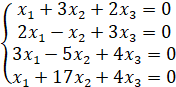 x₁ + 3x₂ + 2x₃ = 0
2x₁ − x₂ + 3x₃ = 0
3x₁ − 5x₂ + 4x₃ = 0
x₁ + 17x₂ + 4x₃ = 0